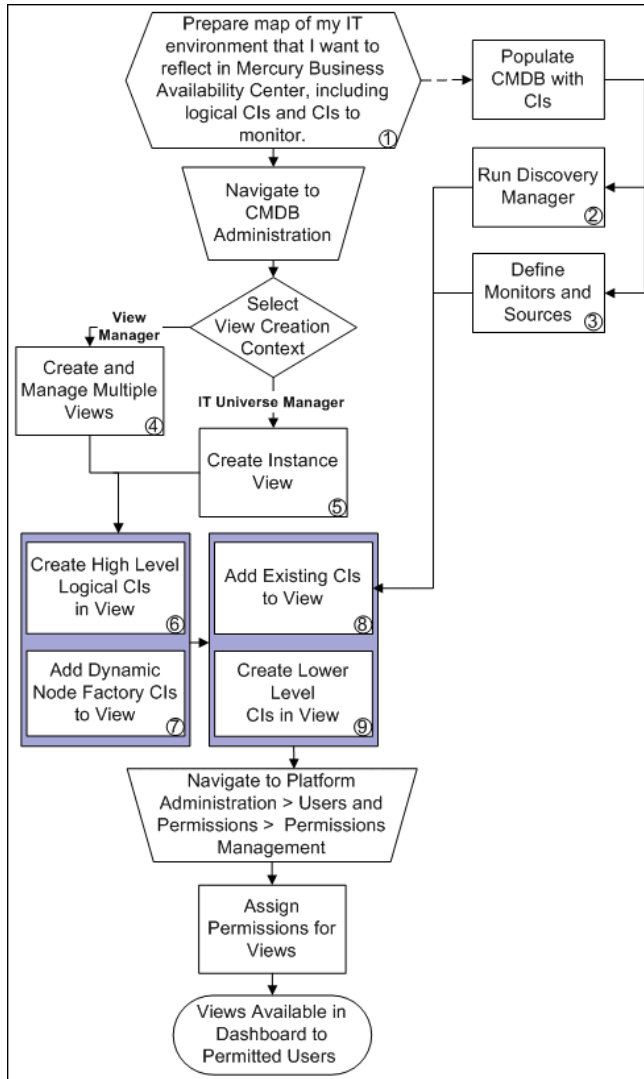 Prepare map of my IT
environment that I want to
reflect in Mercury Business
Availability Center, including
logical CIs and CIs to
monitor.
①
Populate
CMDB with
CIs
Navigate to
CMDB
Administration
Run Discovery
Manager
②
Define
Monitors and
Sources
③
Select
View Creation
Context
View
Manager
Create and
Manage Multiple
Views
④
IT Universe Manager
Create Instance
View
⑤
Create High Level
Logical CIs
in View
⑥
Add Existing CIs
to View
⑧
Add Dynamic
Node Factory CIs
to View
⑦
Create Lower
Level
CIs in View
⑨
Navigate to Platform
Administration > Users and
Permissions > Permissions
Management
Assign
Permissions for
Views
Views Available in
Dashboard to
Permitted Users